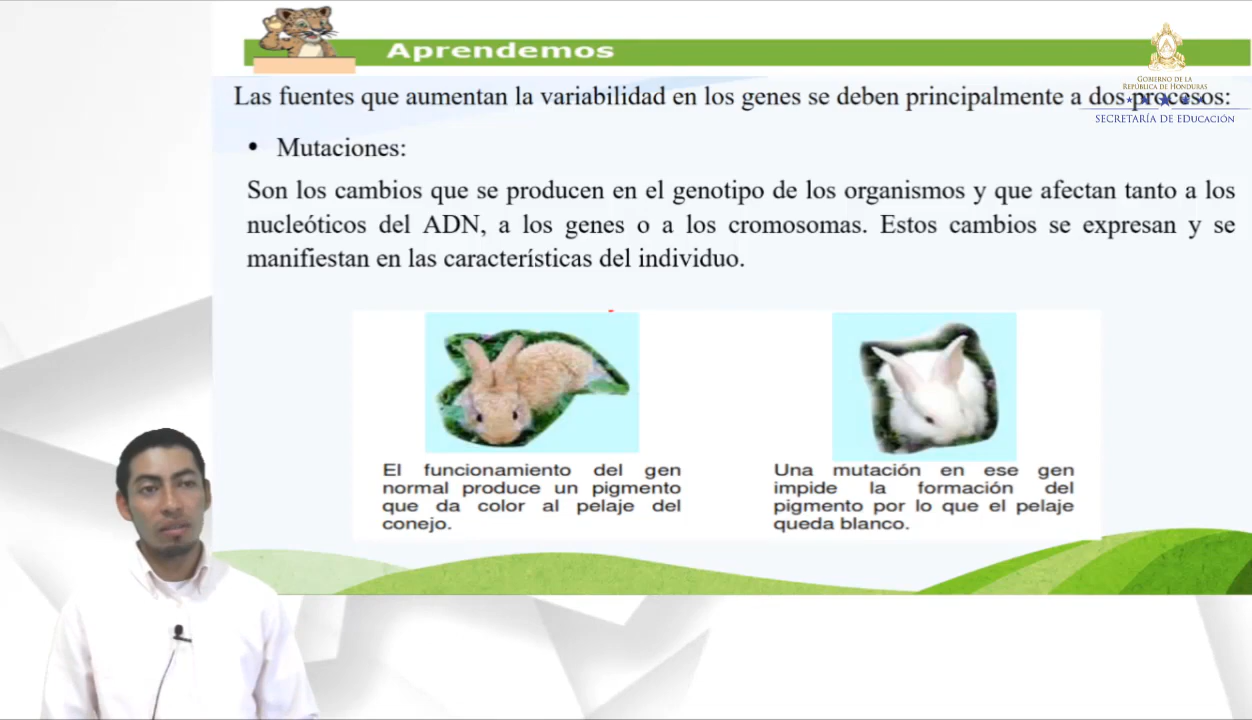 Aprendemos
GOBIERNO DE LA
REPÚBLICA DE HONDURAS
SECRETARÍA DE EDUCACIÓN
Las fuentes que aumentan la variabilidad en los genes se deben principalmente a dos procesos:
• Mutaciones:
Son los cambios que se producen en el genotipo de los organismos y que afectan tanto a los
nucleóticos del ADN, a los genes o a los cromosomas. Estos cambios se expresan y se
manifiestan en las características del individuo.
El funcionamiento del gen
normal produce un pigmento
que da color al pelaje del
conejo.
Una mutación en ese gen
impide la formación del
pigmento por lo que el pelaje
queda blanco.